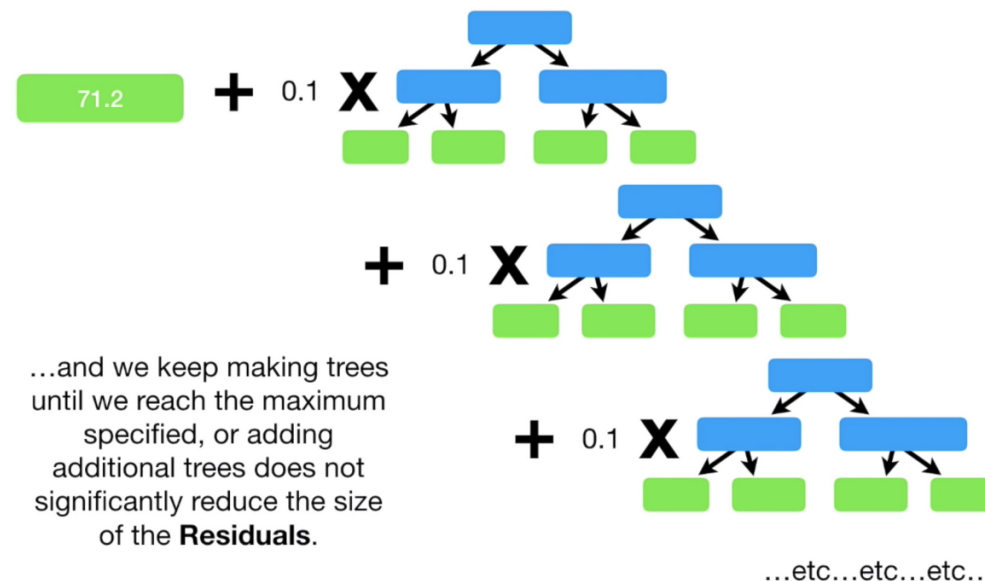 71.2 + 0.1 X
+ 0.1 X
…and we keep making trees
until we reach the maximum
specified, or adding
additional trees does not
significantly reduce the size
of the Residuals.
+ 0.1 X
…etc…etc…etc…